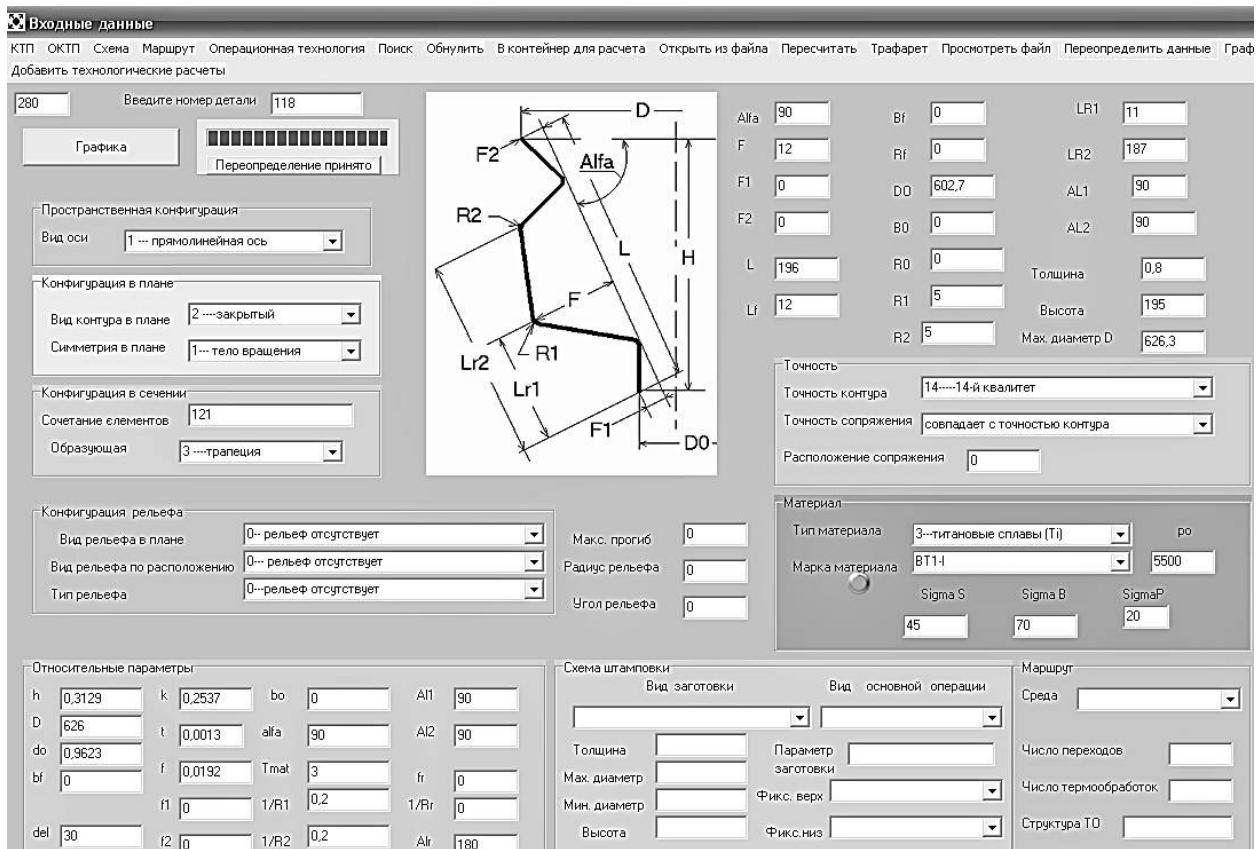 Входные данные
КТП ОКТП Схема Маршрут Операционная технология Поиск Обнулить В контейнер для расчета Открыть из файла Пересчитать Трафарет Просмотреть файл Переопределить данные Граф
Добавить технологические расчеты
280 Введите номер детали 118
Графика
Переопределение принято
Пространственная конфигурация
Вид оси 1 --- прямолинейная ось
Конфигурация в плане
Вид контура в плане 2 ----закрытый
Симметрия в плане 1--- тело вращения
Конфигурация в сечении
Сочетание елементов 121
Образующая 3 ----трапеция
D
F2
Alfa
R2
L
H
F
R1
Lr2
Lr1
F1
D0
Alfa 90 Bf 0 LR1 11
F 12 Rf 0 LR2 187
F1 0 D0 602,7 AL1 90
F2 0 B0 0 AL2 90
L 196 R0 0 Толщина 0,8
Lf 12 R1 5 Высота 195
R2 5 Мах. диаметр D 626,3
Точность
Точность контура 14-----14-й квалитет
Точность сопряжения совпадает с точностью контура
Расположение сопряжения 0
Конфигурация рельефа
Вид рельефа в плане 0-- рельеф отсутствует
Вид рельефа по расположению 0--- рельеф отсутствует
Тип рельефа 0---рельеф отсутствует
Макс. прогиб 0
Радиус рельефа 0
Угол рельефа 0
Материал
Тип материала 3---титановые сплавы (Ti) po
Марка материала ВТ1-I 5500
Sigma S Sigma B SigmaP
45 70 20
Относительные параметры
h 0,3129 k 0,2537 bo 0 Al1 90
D 626 t 0,0013 alfa 90 Al2 90
do 0,9623 f 0,0192 Tmat 3 fr 0
bf 0 f1 0 1/R1 0,2 1/Rr 0
del 30 f2 0 1/R2 0,2 Alr 180
Схема штамповки
Вид заготовки Вид основной операции
Толщина Параметр заготовки
Мах. диаметр Фикс. верх
Мин. диаметр
Высота Фикс.низ
Маршрут
Среда
Число переходов
Число термообработок
Структура ТО